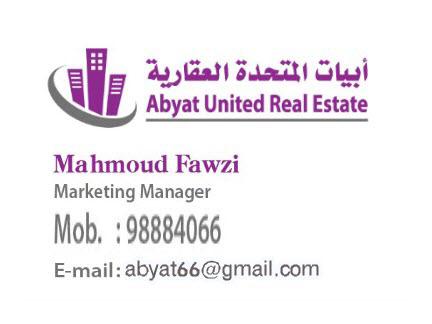 أبيات المتحدة العقارية
Abyat United Real Estate
Mahmoud Fawzi
Marketing Manager
Mob. : 98884066
E-mail: abyat66@gmail.com